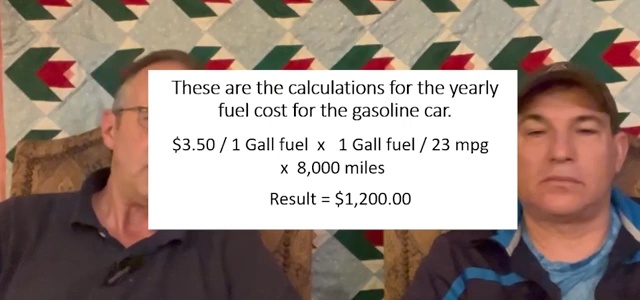 These are the calculations for the yearly
fuel cost for the gasoline car.
$3.50 / 1 Gall fuel x 1 Gall fuel / 23 mpg
x 8,000 miles
Result = $1,200.00